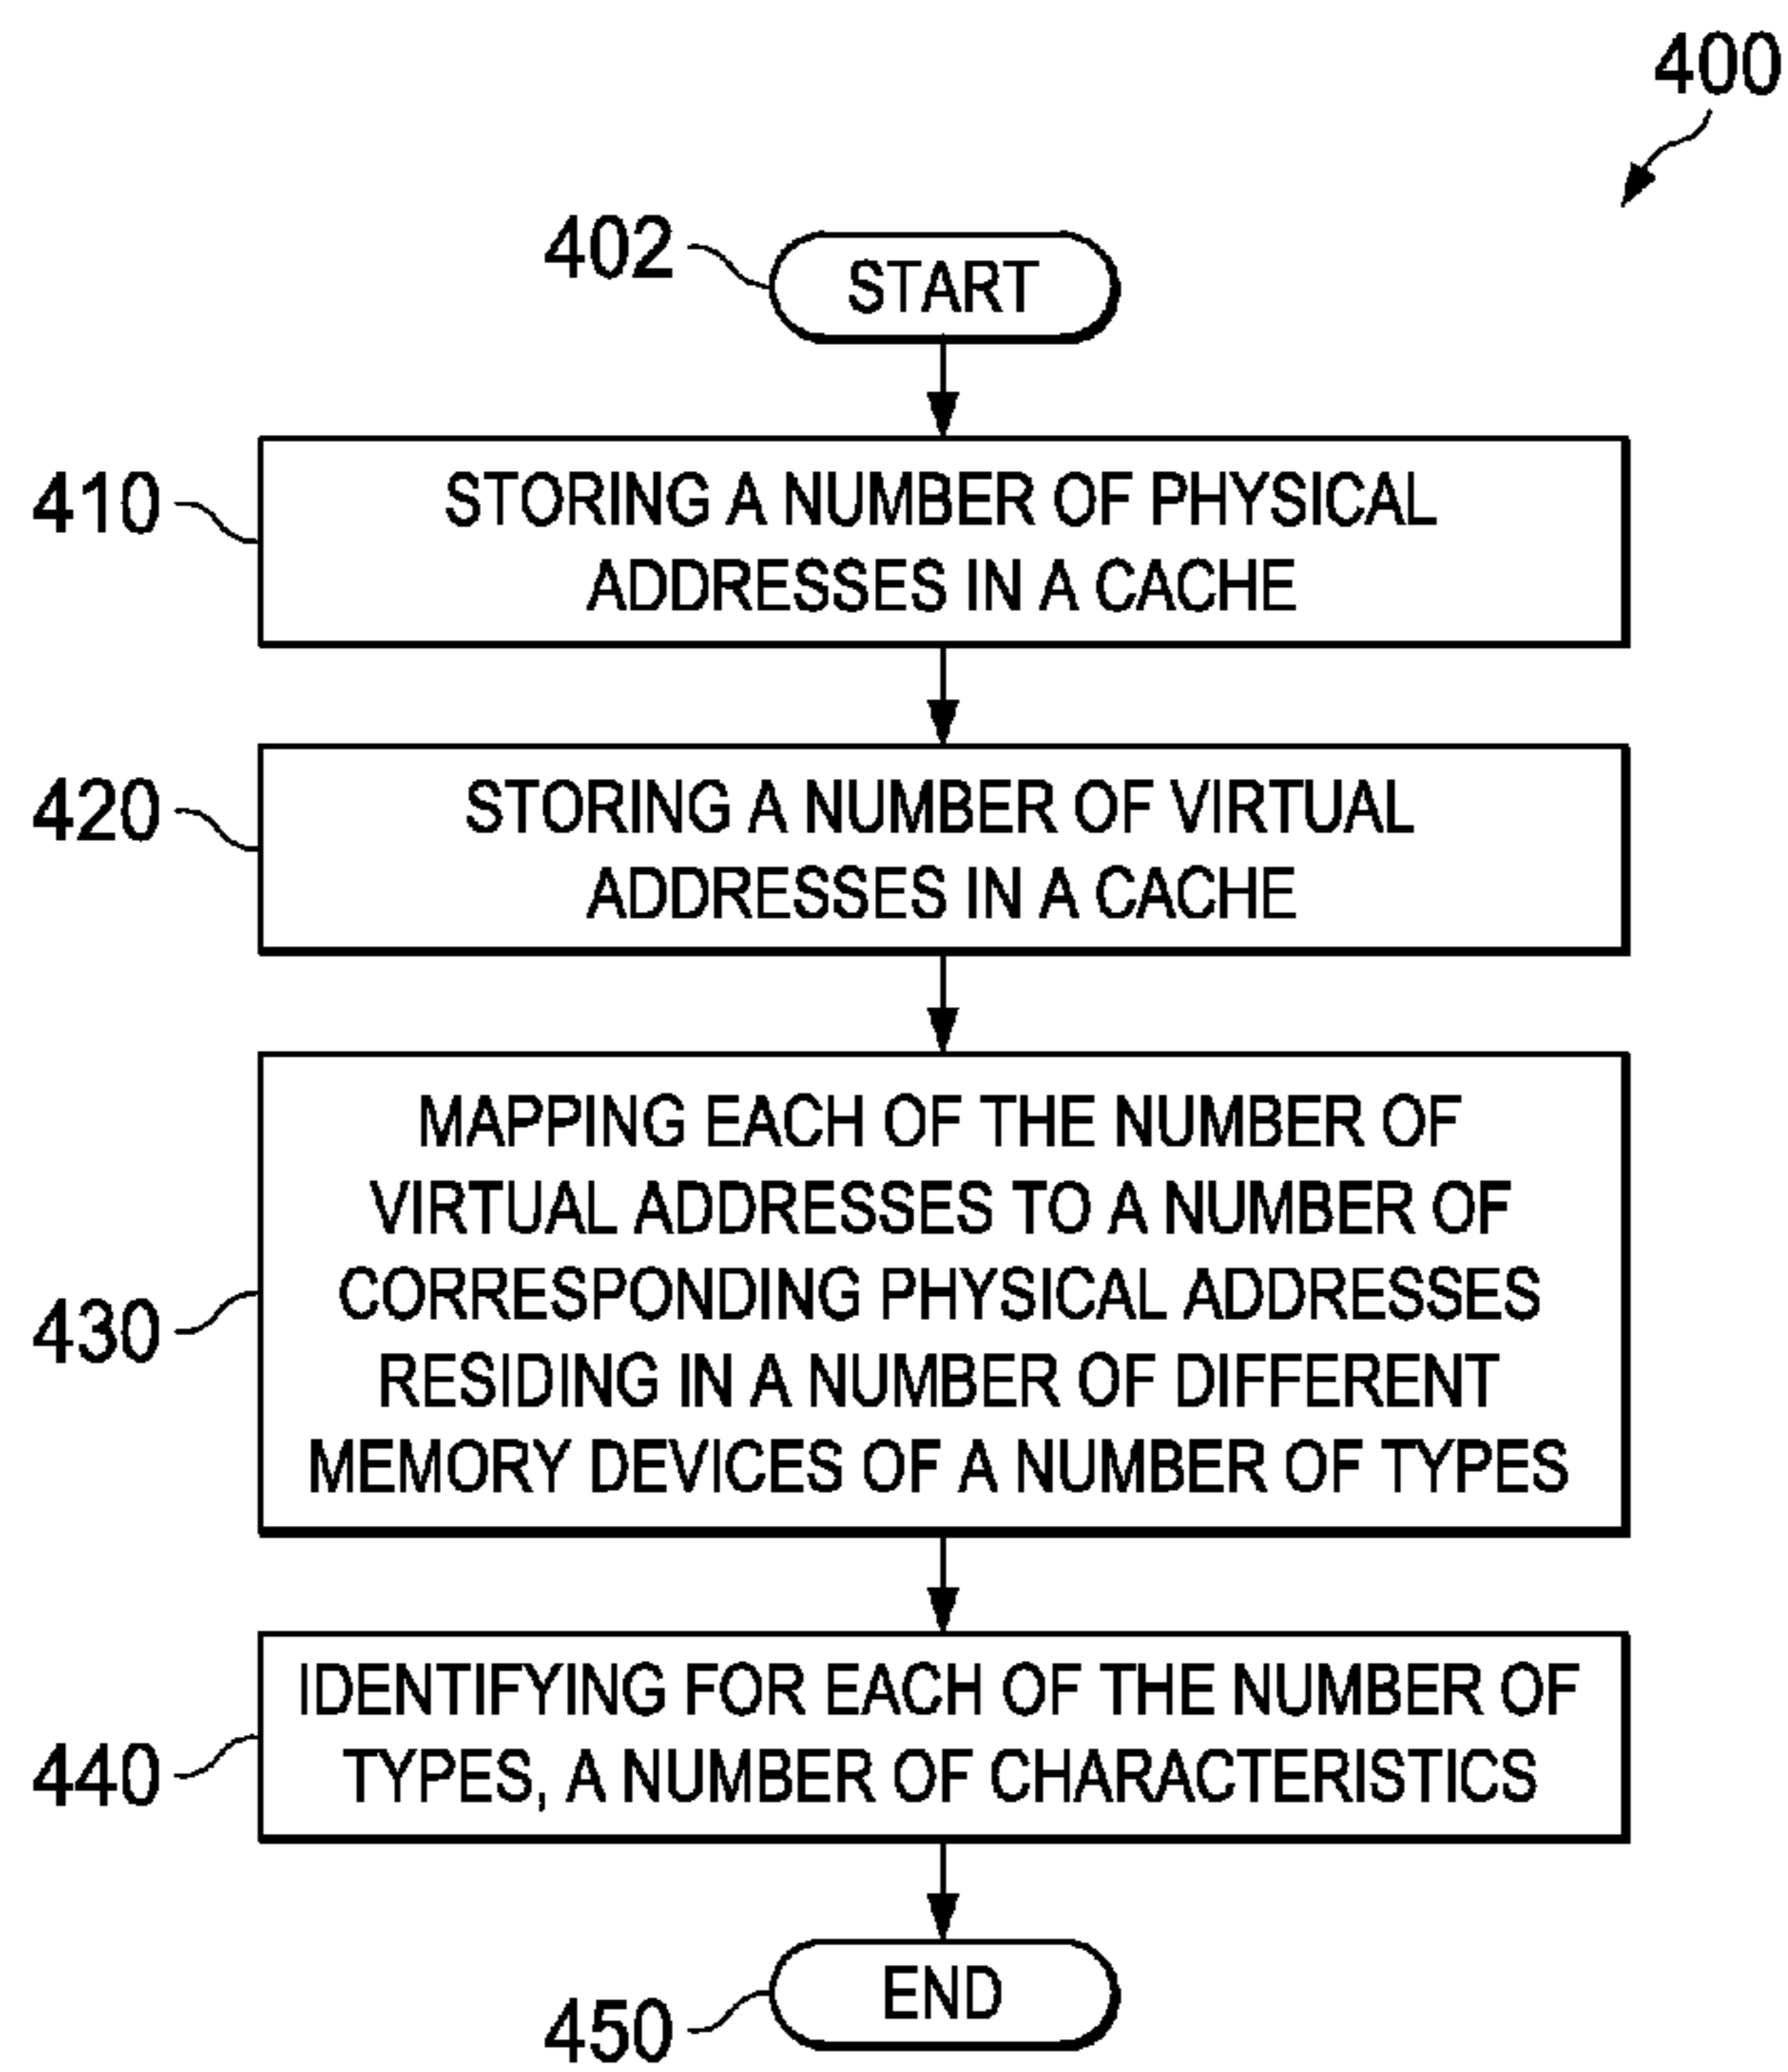 400
402
START
410
STORING A NUMBER OF PHYSICAL
ADDRESSES IN A CACHE
420
STORING A NUMBER OF VIRTUAL
ADDRESSES IN A CACHE
430
MAPPING EACH OF THE NUMBER OF
VIRTUAL ADDRESSES TO A NUMBER OF
CORRESPONDING PHYSICAL ADDRESSES
RESIDING IN A NUMBER OF DIFFERENT
MEMORY DEVICES OF A NUMBER OF TYPES
440
IDENTIFYING FOR EACH OF THE NUMBER OF
TYPES, A NUMBER OF CHARACTERISTICS
450
END